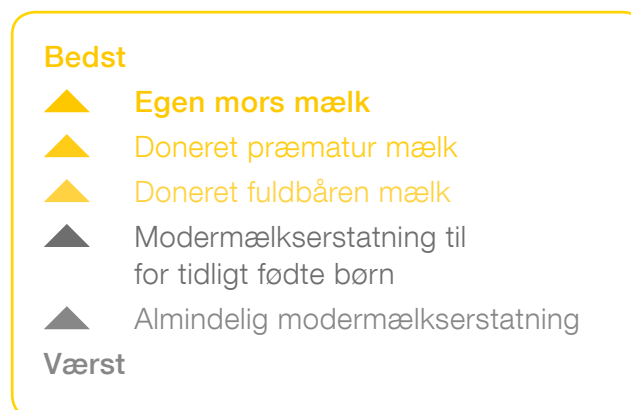 Bedst
Egen mors mælk
Doneret præmatur mælk
Doneret fuldbåren mælk
Modermælkserstatning til
for tidligt fødte børn
Almindelig modermælkserstatning
Værst